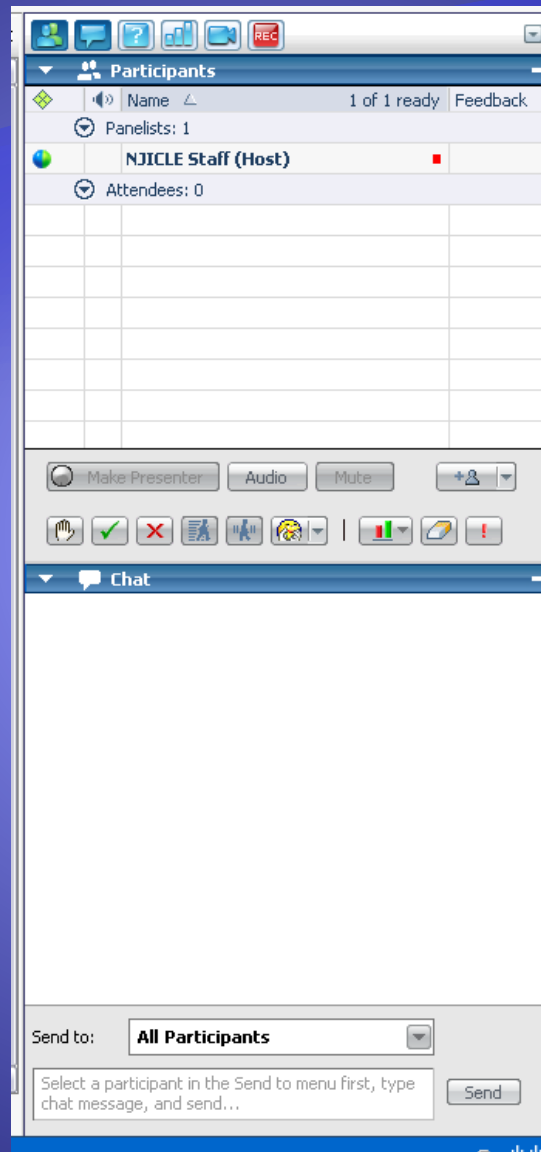 REC
Participants
Name 1 of 1 ready Feedback
Panelists: 1
NJICLE Staff (Host)
Attendees: 0
Make Presenter Audio Mute
Chat
Send to: All Participants
Select a participant in the Send to menu first, type
chat message, and send...
Send